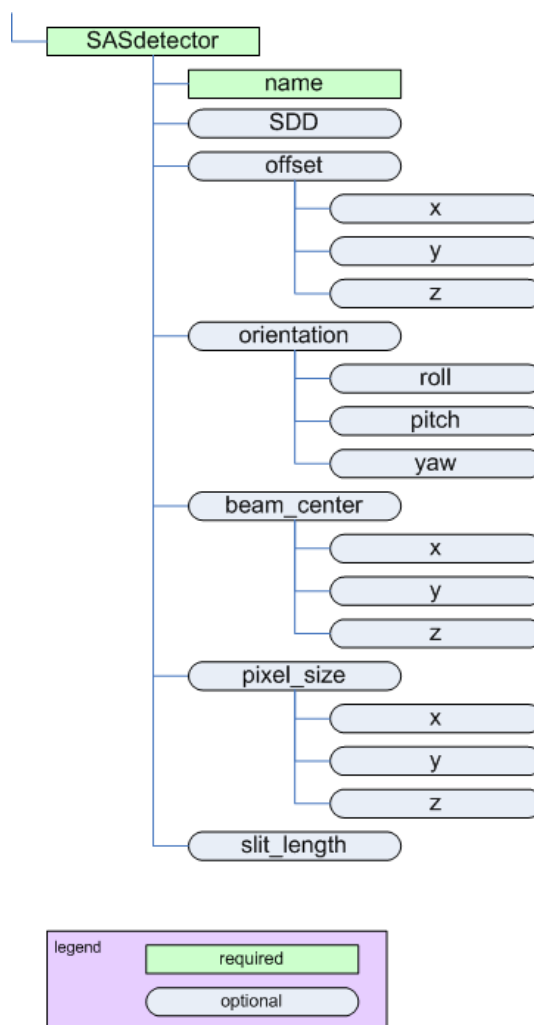 SASdetector
name
SDD
offset
x
y
z
orientation
roll
pitch
yaw
beam_center
x
y
z
pixel_size
x
y
z
slit_length
legend
required
optional